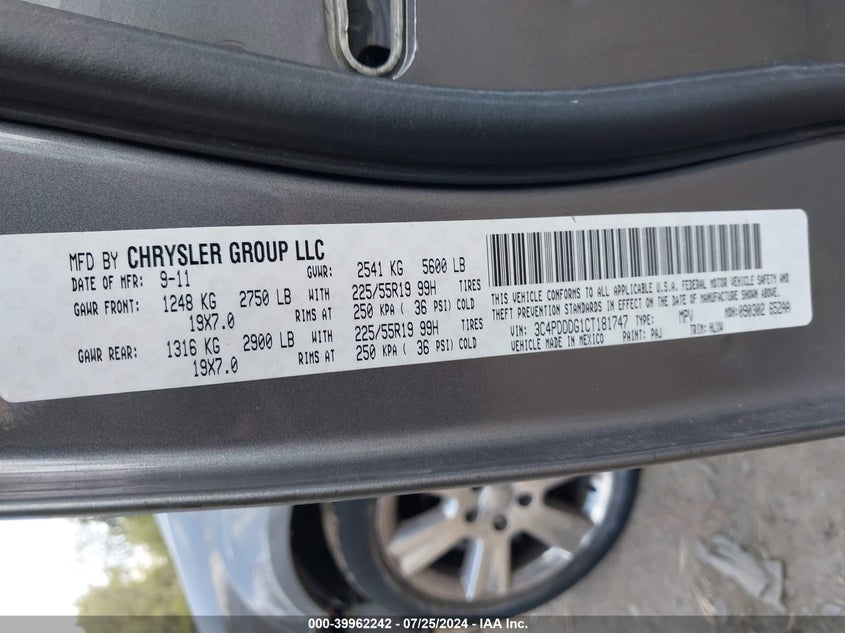 MFD BY CHRYSLER GROUP LLC
DATE OF MFR: 9-11 GVWR: 2541 KG 5600 LB
GAWR FRONT: 1248 KG 2750 LB WITH 225/55R19 99H TIRES
19X7.0 RIMS AT 250 KPA ( 36 PSI) COLD
GAWR REAR: 1316 KG 2900 LB WITH 225/55R19 99H TIRES
19X7.0 RIMS AT 250 KPA ( 36 PSI) COLD
THIS VEHICLE CONFORMS TO ALL APPLICABLE U.S.A. FEDERAL MOTOR VEHICLE SAFETY AND
THEFT PREVENTION STANDARDS IN EFFECT ON THE DATE OF MANUFACTURE SHOWN ABOVE.
VIN: 3C4PDDDG1CT181747 TYPE: MPV MDH: 090302 652AA
VEHICLE MADE IN MEXICO PAINT: PAJ TRIM: HLVA
000-39962242 - 07/25/2024 - IAA Inc.